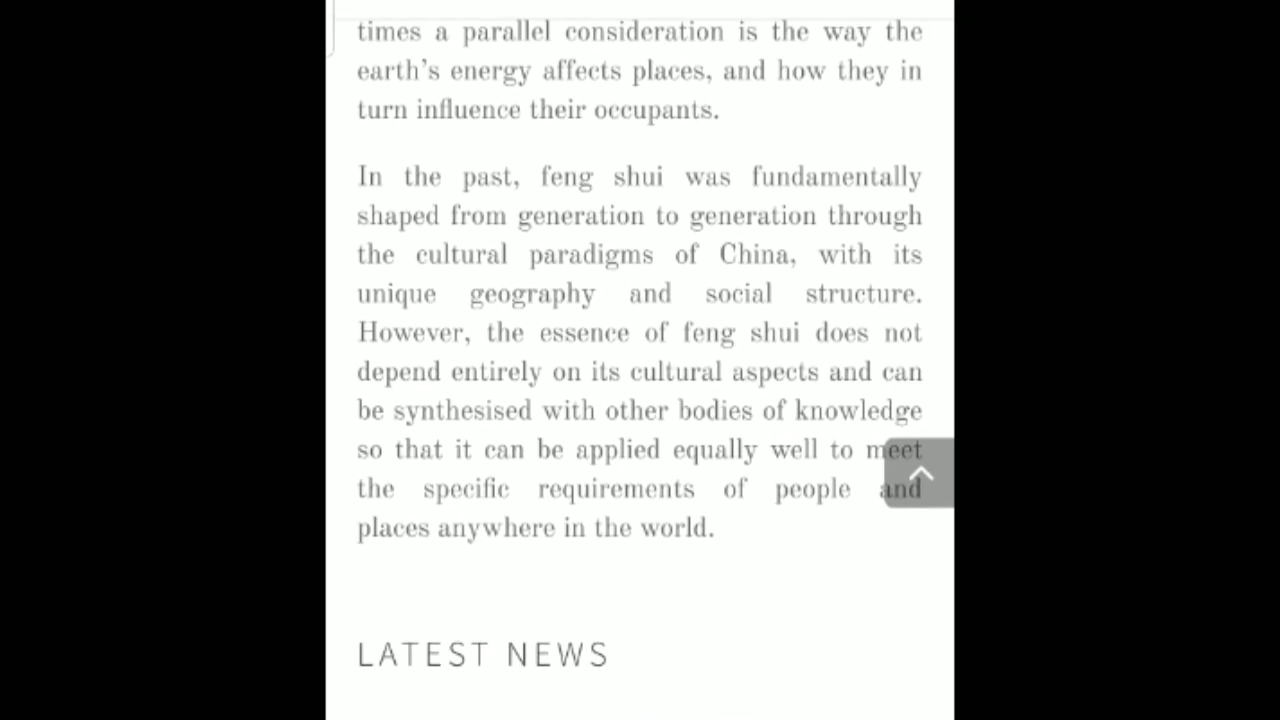 times a parallel consideration is the way the
earth’s energy affects places, and how they in
turn influence their occupants.
In the past, feng shui was fundamentally
shaped from generation to generation through
the cultural paradigms of China, with its
unique geography and social structure.
However, the essence of feng shui does not
depend entirely on its cultural aspects and can
be synthesised with other bodies of knowledge
so that it can be applied equally well to meet
the specific requirements of people and
places anywhere in the world.
LATEST NEWS